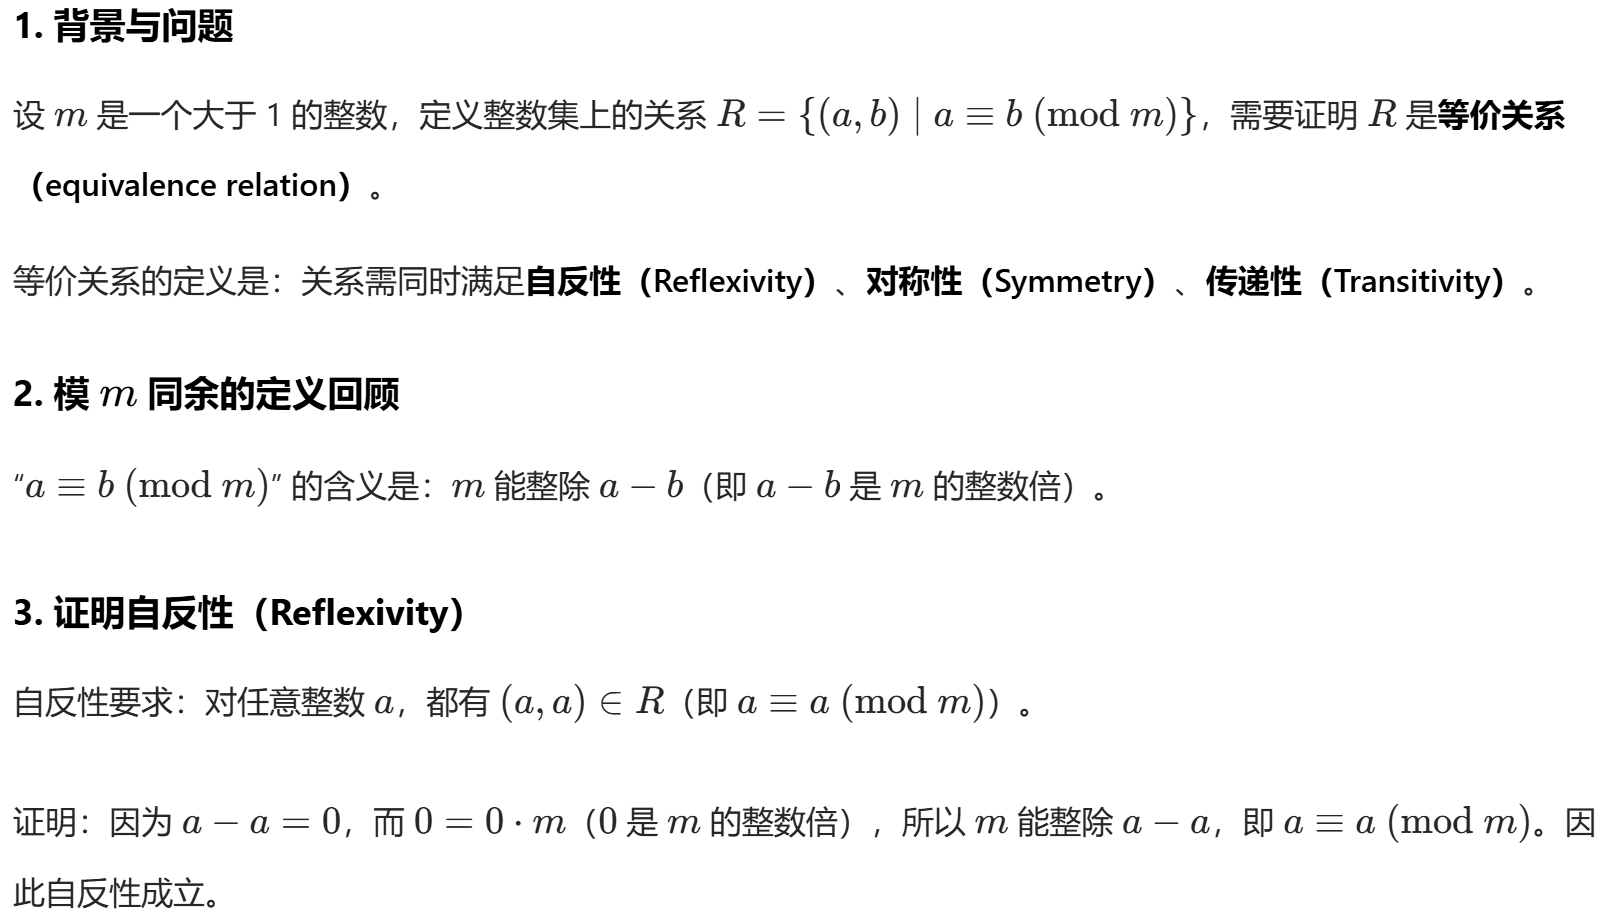 1. 背景与问题
设 m 是一个大于 1 的整数，定义整数集上的关系 R = {(a, b) | a ≡ b (mod m)}，需要证明 R 是等价关系
（equivalence relation）。
等价关系的定义是：关系需同时满足自反性（Reflexivity）、对称性（Symmetry）、传递性（Transitivity）。
2. 模 m 同余的定义回顾
“a ≡ b (mod m)” 的含义是：m 能整除 a − b（即 a − b 是 m 的整数倍）。
3. 证明自反性（Reflexivity）
自反性要求：对任意整数 a，都有 (a, a) ∈ R（即 a ≡ a (mod m)）。
证明：因为 a − a = 0，而 0 = 0 · m（0 是 m 的整数倍），所以 m 能整除 a − a，即 a ≡ a (mod m)。因
此自反性成立。